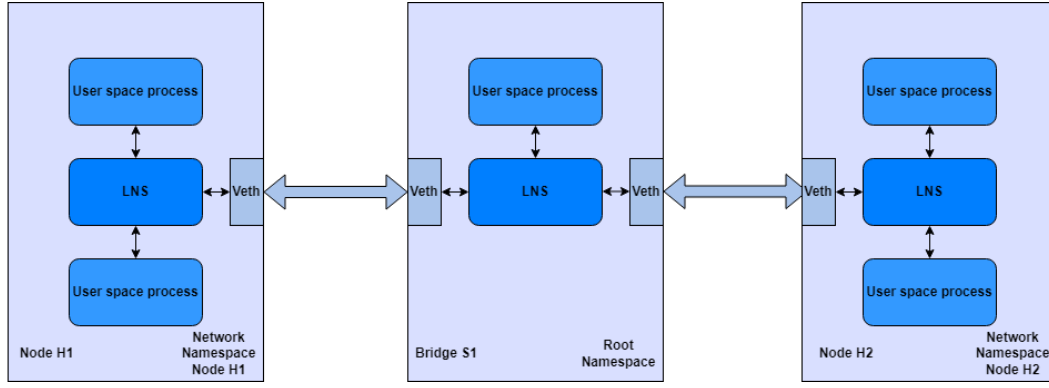 User space process
LNS
Veth
User space process
Node H1
Network
Namespace
Node H1
User space process
Veth
LNS
Veth
Bridge S1
Root
Namespace
User space process
Veth
LNS
User space process
Node H2
Network
Namespace
Node H2